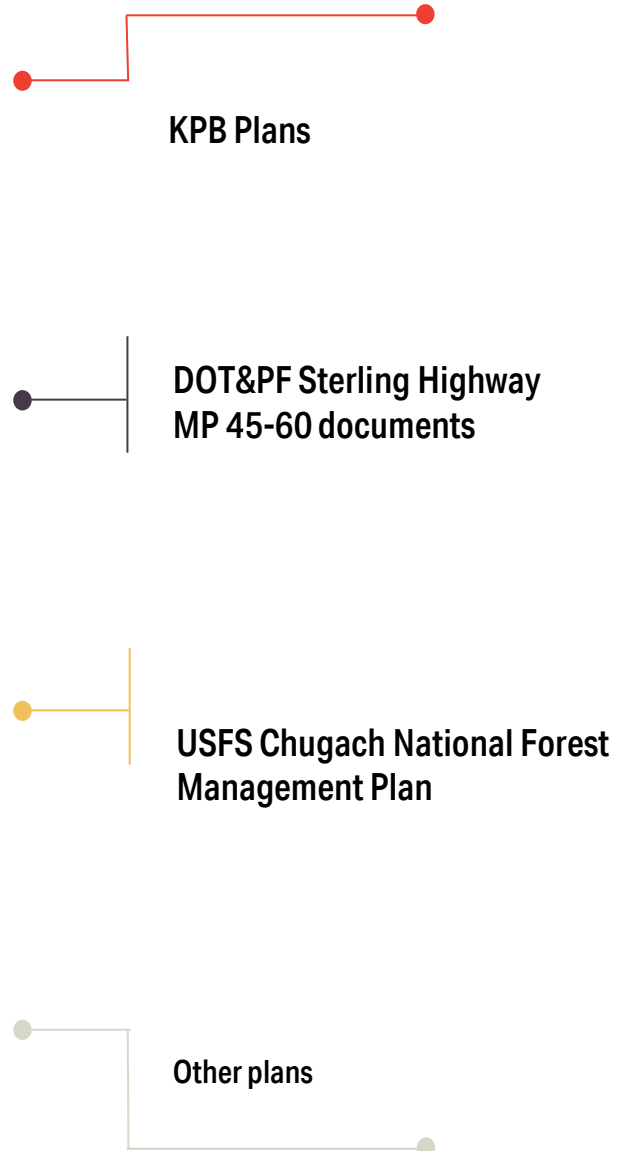 KPB Plans
DOT&PF Sterling Highway
MP 45-60 documents
USFS Chugach National Forest
Management Plan
Other plans